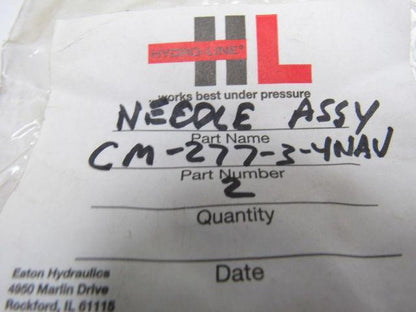 HYDRO-LINE®
HL
...works best under pressure
NEEDLE ASSY
Part Name
CM-277-3-4NAV
Part Number
2
Quantity
Date
Eaton Hydraulics
4950 Marlin Drive
Rockford, IL 61115